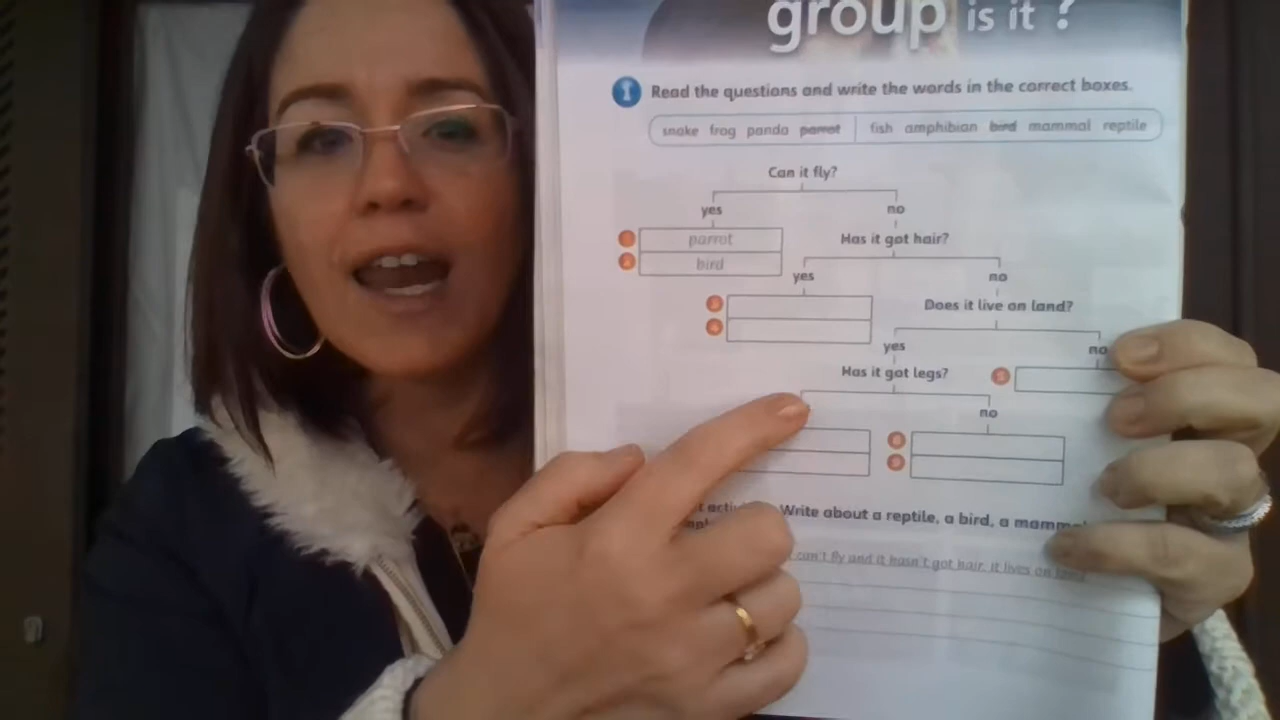 group is it ?
1 Read the questions and write the words in the correct boxes.
snake frog panda parrot fish amphibian bird mammal reptile
Can it fly?
yes no
parrot
bird
Has it got hair?
yes no
Does it live on land?
yes no
Has it got legs?
no
Write about a reptile, a bird, a
can't fly and it hasn't got hair. It lives on land